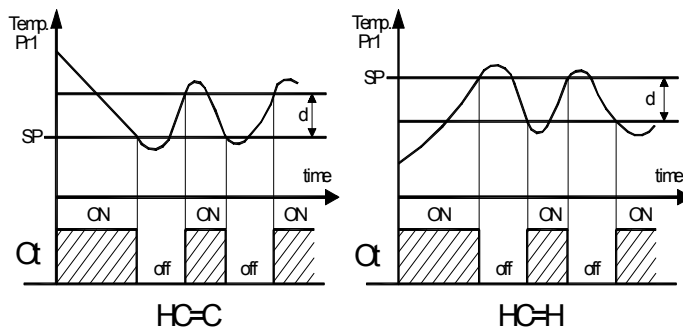 Temp.
Pr1
d
SP
time
ON ON ON
Ot
off off
HC=C
Temp.
Pr1
SP
d
time
ON ON ON
Ot
off off
HC=H